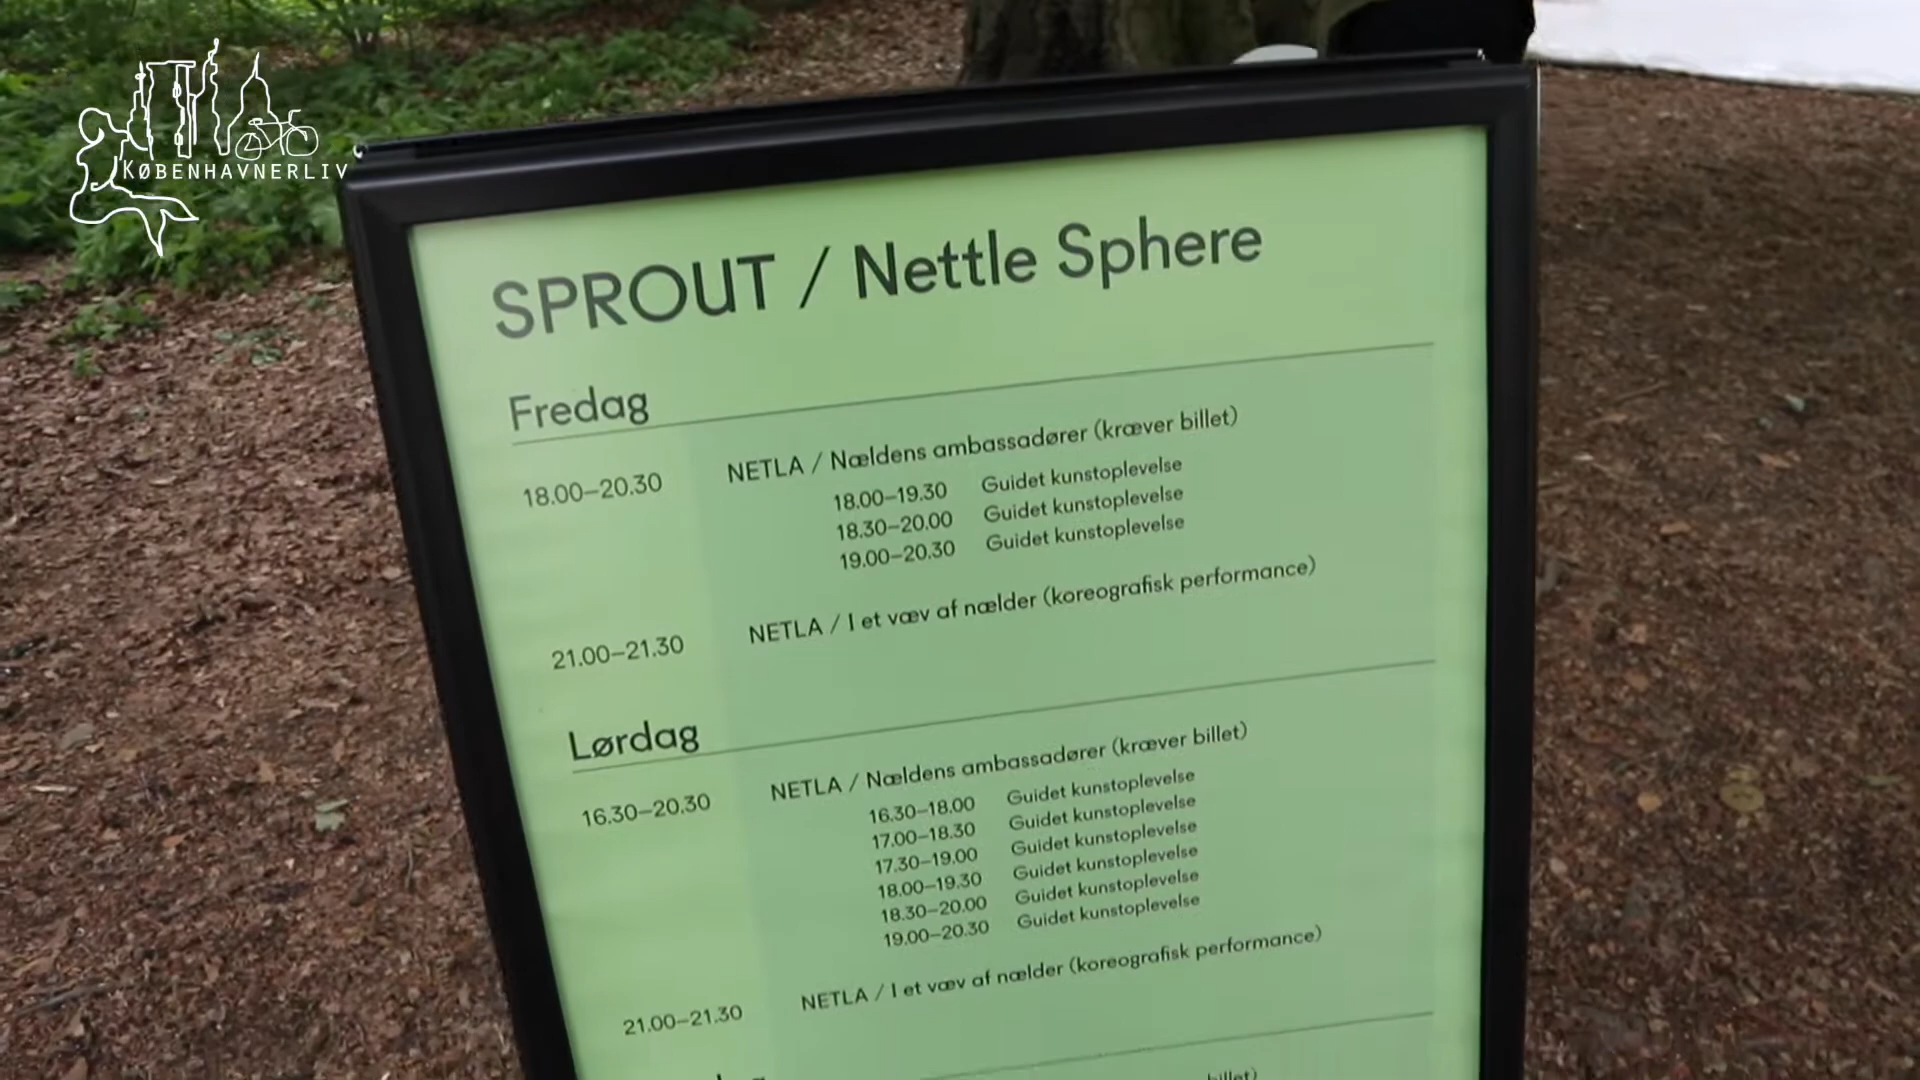 KØBENHAVNERLIV
SPROUT / Nettle Sphere
Fredag
18.00–20.30 NETLA / Nældens ambassadører (kræver billet)
18.00–19.30 Guidet kunstoplevelse
18.30–20.00 Guidet kunstoplevelse
19.00–20.30 Guidet kunstoplevelse
21.00–21.30 NETLA / I et væv af nælder (koreografisk performance)
Lørdag
16.30–20.30 NETLA / Nældens ambassadører (kræver billet)
16.30–18.00 Guidet kunstoplevelse
17.00–18.30 Guidet kunstoplevelse
17.30–19.00 Guidet kunstoplevelse
18.00–19.30 Guidet kunstoplevelse
18.30–20.00 Guidet kunstoplevelse
19.00–20.30 Guidet kunstoplevelse
21.00–21.30 NETLA / I et væv af nælder (koreografisk performance)